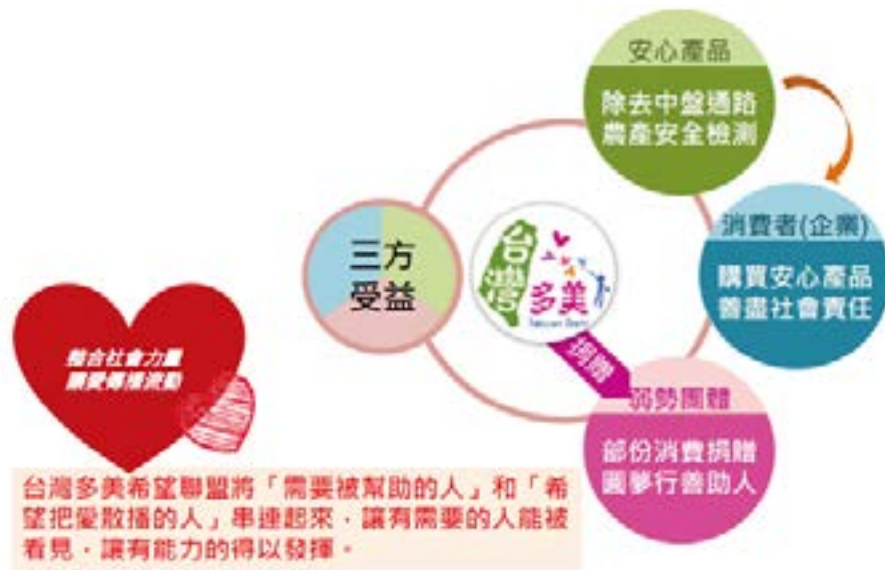 安心產品
除去中盤通路
農產安全檢測
消費者(企業)
購買安心產品
善盡社會責任
三方
受益
台灣
多美
捐贈
弱勢團體
部份消費捐贈
圓夢行善助人
整合社會力量
讓愛傳播流動
台灣多美希望聯盟將「需要被幫助的人」和「希
望把愛散播的人」串連起來，讓有需要的人能被
看見，讓有能力的得以發揮。